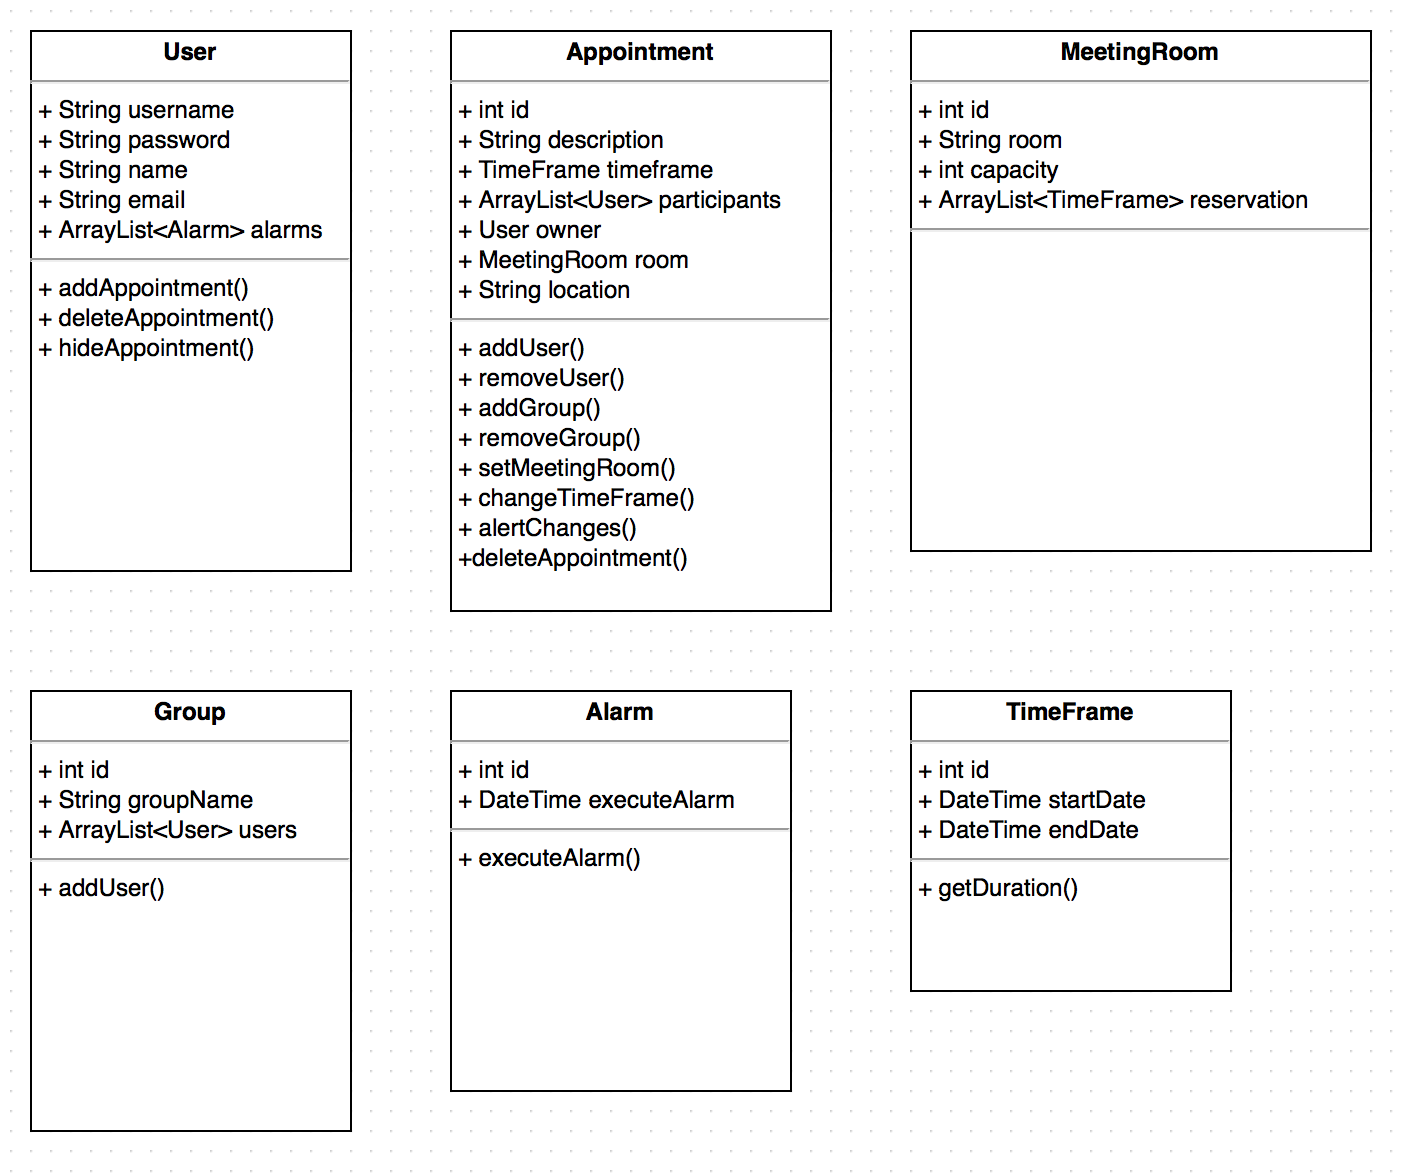 User
+ String username
+ String password
+ String name
+ String email
+ ArrayList<Alarm> alarms
+ addAppointment()
+ deleteAppointment()
+ hideAppointment()
Appointment
+ int id
+ String description
+ TimeFrame timeframe
+ ArrayList<User> participants
+ User owner
+ MeetingRoom room
+ String location
+ addUser()
+ removeUser()
+ addGroup()
+ removeGroup()
+ setMeetingRoom()
+ changeTimeFrame()
+ alertChanges()
+deleteAppointment()
MeetingRoom
+ int id
+ String room
+ int capacity
+ ArrayList<TimeFrame> reservation
Group
+ int id
+ String groupName
+ ArrayList<User> users
+ addUser()
Alarm
+ int id
+ DateTime executeAlarm
+ executeAlarm()
TimeFrame
+ int id
+ DateTime startDate
+ DateTime endDate
+ getDuration()